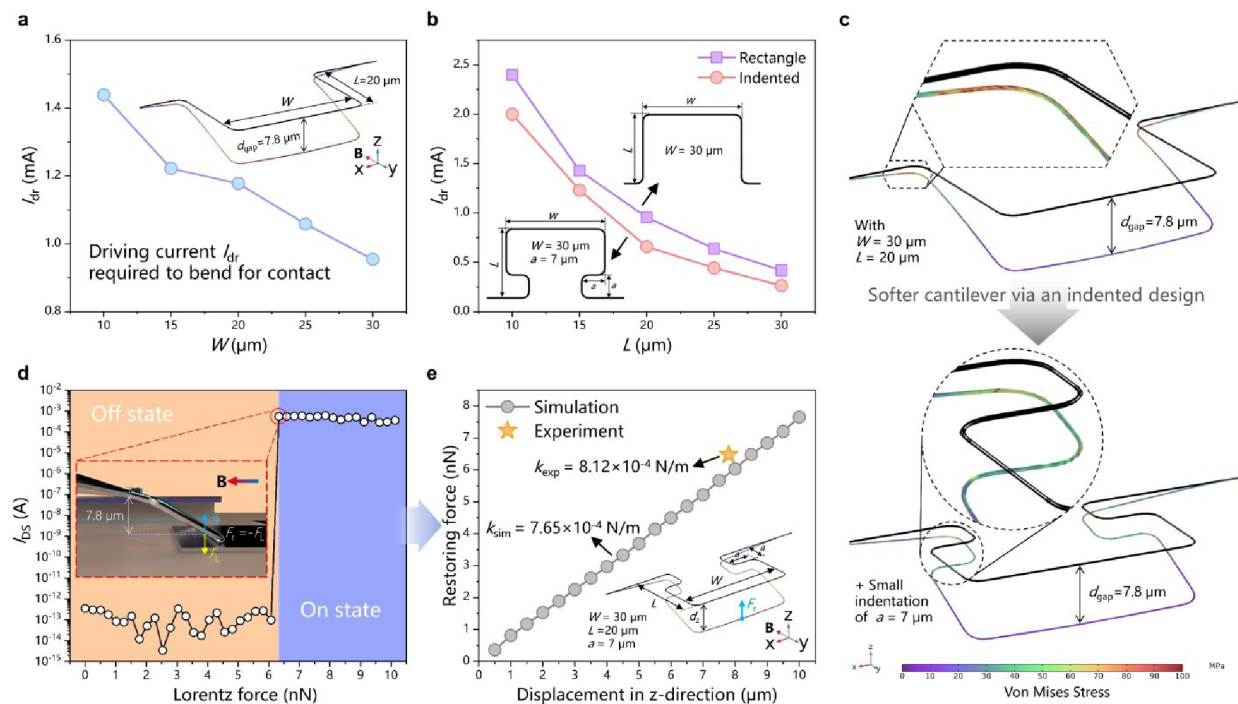 a
1.6
1.4
1.2
1.0
0.8
I_dr (mA)
10 15 20 25 30
W (μm)
L=20 μm
W
d_gap=7.8 μm
B
z
x
y
Driving current I_dr
required to bend for contact
b
2.5
2.0
1.5
1.0
0.5
0.0
I_dr (mA)
10 15 20 25 30
L (μm)
Rectangle
Indented
W
L
W = 30 μm
W
L
W = 30 μm
a = 7 μm
a
a
c
With
W = 30 μm
L = 20 μm
d_gap=7.8 μm
Softer cantilever via an indented design
+ Small
indentation
of a = 7 μm
d_gap=7.8 μm
z
x
y
MPa
0 10 20 30 40 50 60 70 80 90 100
Von Mises Stress
d
10⁻²
10⁻³
10⁻⁴
10⁻⁵
10⁻⁶
10⁻⁷
10⁻⁸
10⁻⁹
10⁻¹⁰
10⁻¹¹
10⁻¹²
10⁻¹³
10⁻¹⁴
10⁻¹⁵
I_DS (A)
0 1 2 3 4 5 6 7 8 9 10
Lorentz force (nN)
Off state
On state
B
7.8 μm
F_r = -F_L
F_L
e
8
7
6
5
4
3
2
1
0
Restoring force (nN)
0 1 2 3 4 5 6 7 8 9 10
Displacement in z-direction (μm)
Simulation
Experiment
k_exp = 8.12×10⁻⁴ N/m
k_sim = 7.65×10⁻⁴ N/m
W = 30 μm
L=20 μm
a = 7 μm
a
a
W
L
d_z
F_r
B
z
x
y